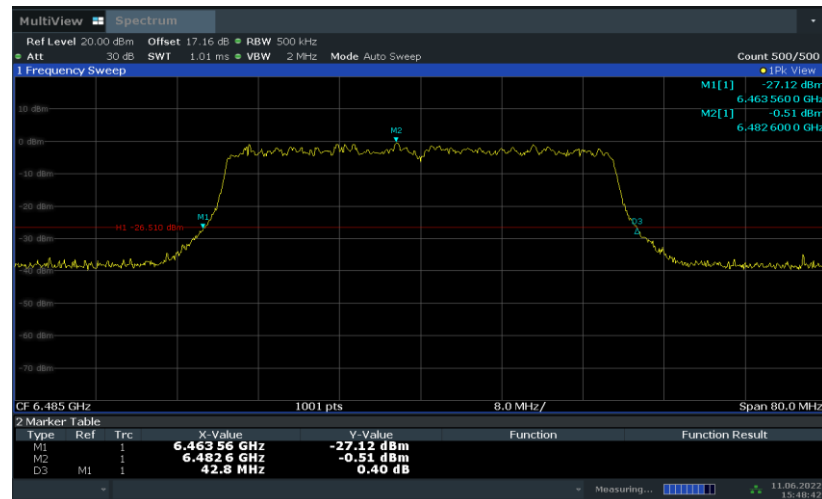 MultiView Spectrum
Ref Level 20.00 dBm Offset 17.16 dB RBW 500 kHz
Att 30 dB SWT 1.01 ms VBW 2 MHz Mode Auto Sweep Count 500/500
1 Frequency Sweep 1Pk View
M1[1] -27.12 dBm
6.463 560 0 GHz
M2[1] -0.51 dBm
6.482 600 0 GHz
10 dBm
M2
0 dBm
-10 dBm
-20 dBm
M1
D3
H1 -26.510 dBm
-30 dBm
-40 dBm
-50 dBm
-60 dBm
-70 dBm
CF 6.485 GHz 1001 pts 8.0 MHz/ Span 80.0 MHz
2 Marker Table
Type Ref Trc X-Value Y-Value Function Function Result
M1 1 6.463 56 GHz -27.12 dBm
M2 1 6.482 6 GHz -0.51 dBm
D3 M1 1 42.8 MHz 0.40 dB
Measuring... 11.06.2022
15:48:42